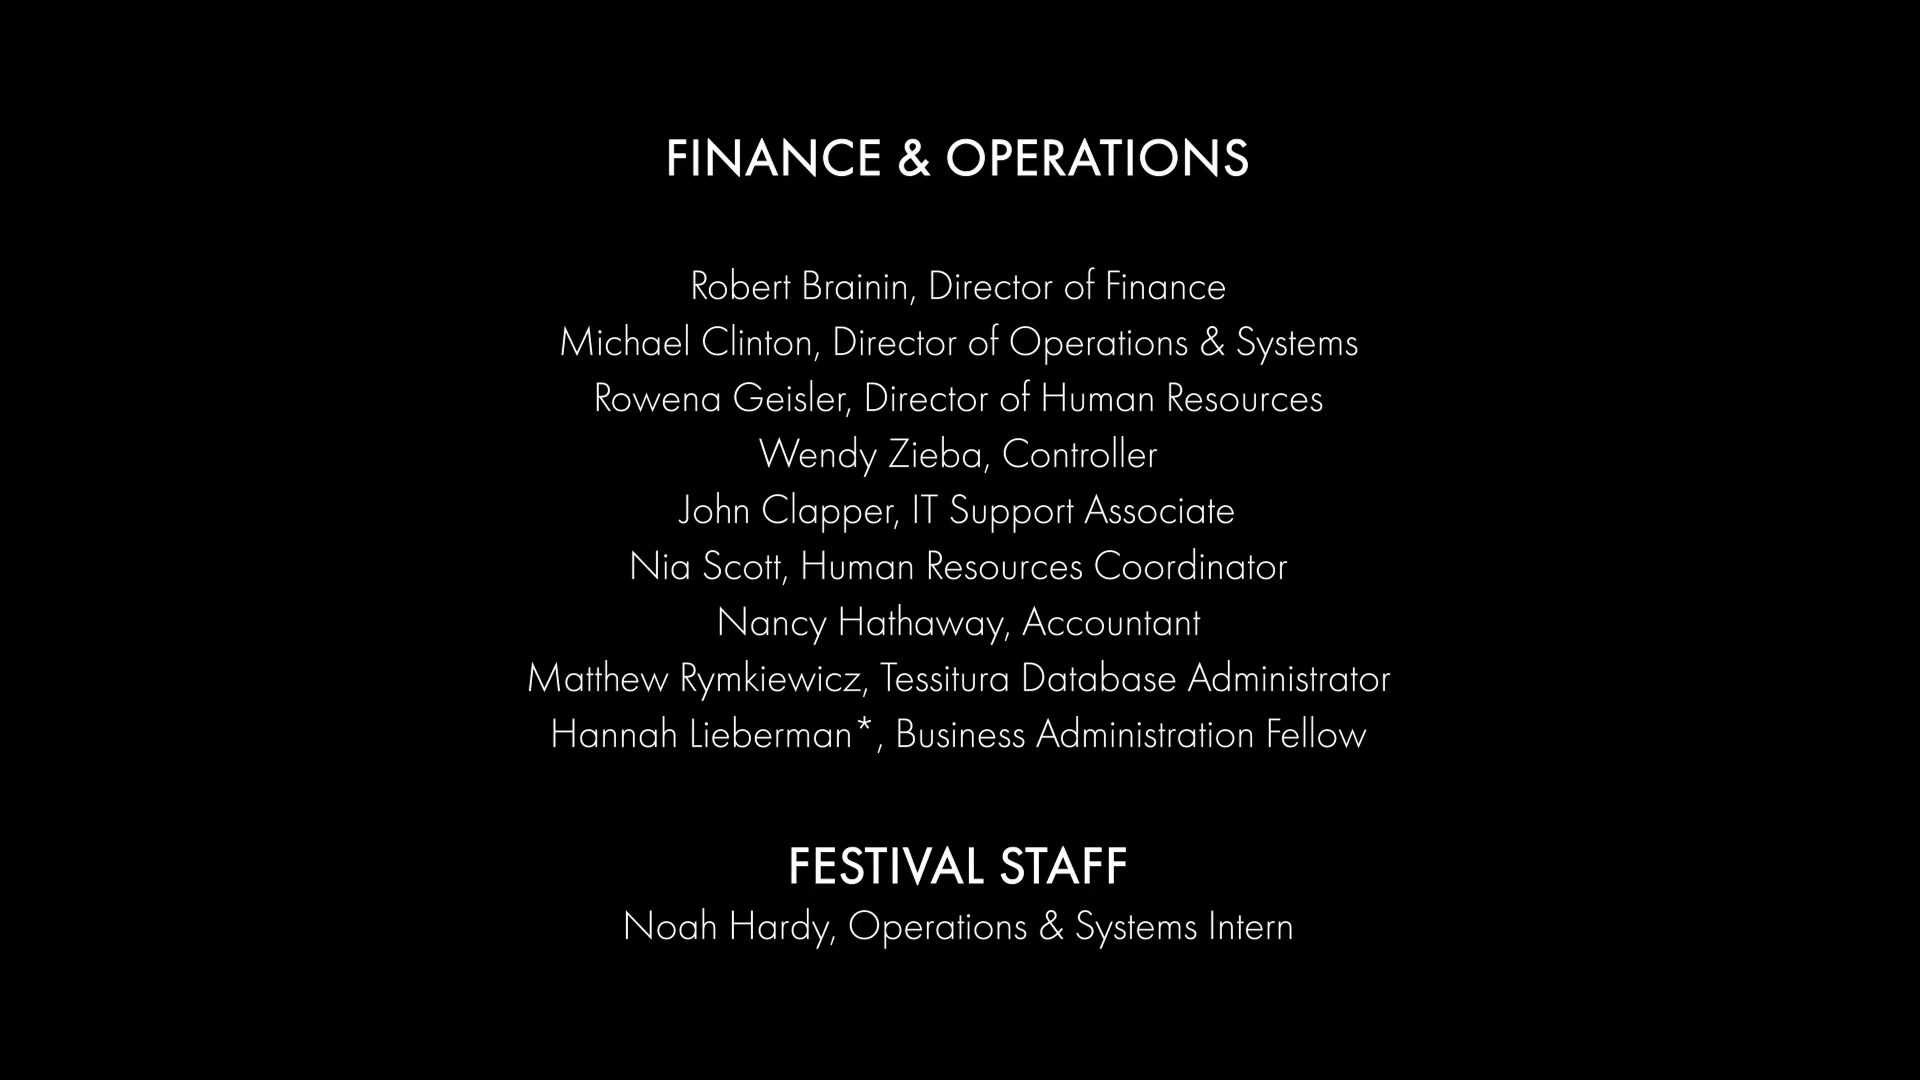 FINANCE & OPERATIONS
Robert Brainin, Director of Finance
Michael Clinton, Director of Operations & Systems
Rowena Geisler, Director of Human Resources
Wendy Zieba, Controller
John Clapper, IT Support Associate
Nia Scott, Human Resources Coordinator
Nancy Hathaway, Accountant
Matthew Rymkiewicz, Tessitura Database Administrator
Hannah Lieberman*, Business Administration Fellow
FESTIVAL STAFF
Noah Hardy, Operations & Systems Intern